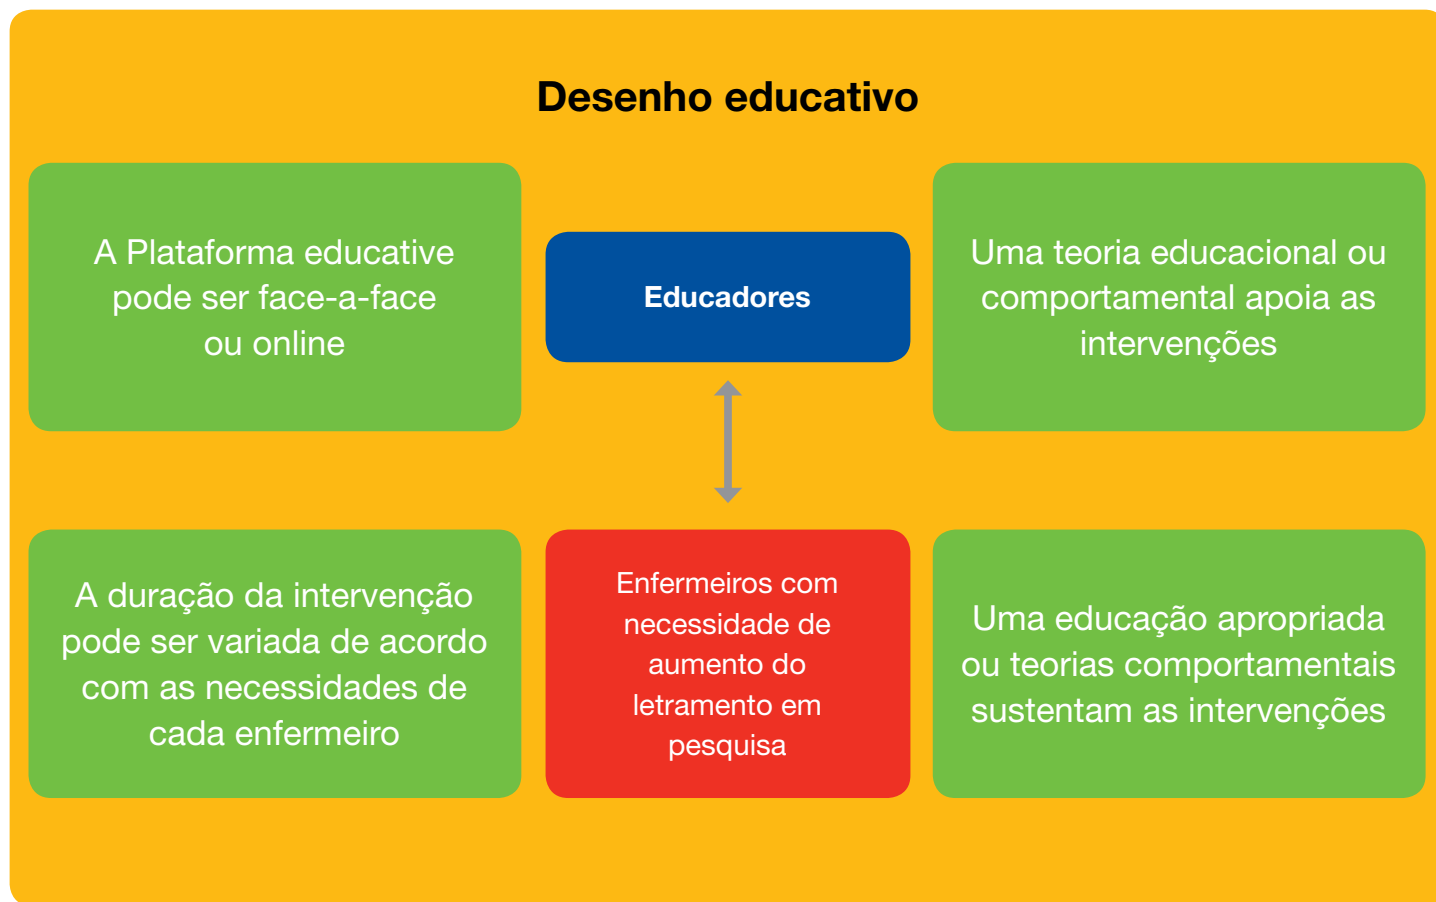 Desenho educativo
A Plataforma educative
pode ser face-a-face
ou online
Educadores
Uma teoria educacional ou
comportamental apoia as
intervenções
A duração da intervenção
pode ser variada de acordo
com as necessidades de
cada enfermeiro
Enfermeiros com
necessidade de
aumento do
letramento em
pesquisa
Uma educação apropriada
ou teorias comportamentais
sustentam as intervenções